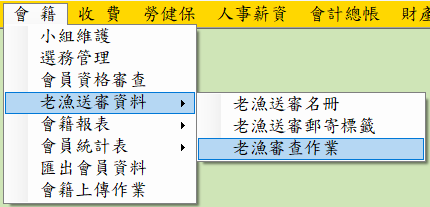 會 籍 收 費 勞健保 人事薪資 會計總帳 財產
小組維護
選務管理
會員資格審查
老漁送審資料
會籍報表
會員統計表
匯出會員資料
會籍上傳作業
老漁送審名冊
老漁送審郵寄標籤
老漁審查作業